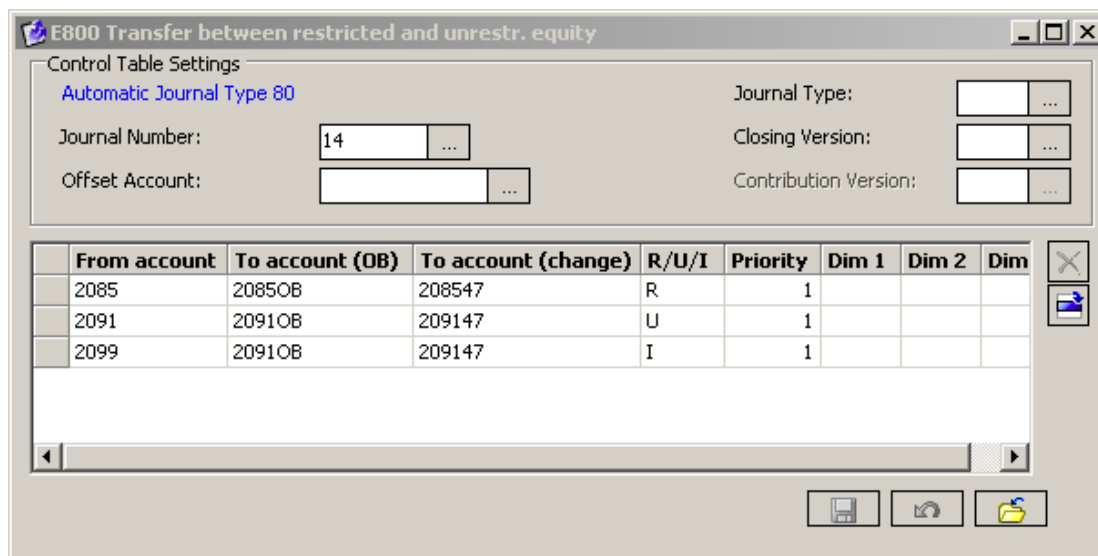 E800 Transfer between restricted and unrestr. equity
Control Table Settings
Automatic Journal Type 80
Journal Type: ...
Journal Number: 14 ...
Closing Version: ...
Offset Account: ...
Contribution Version: ...
From account To account (OB) To account (change) R/U/I Priority Dim 1 Dim 2 Dim
2085 2085OB 208547 R 1
2091 2091OB 209147 U 1
2099 2091OB 209147 I 1